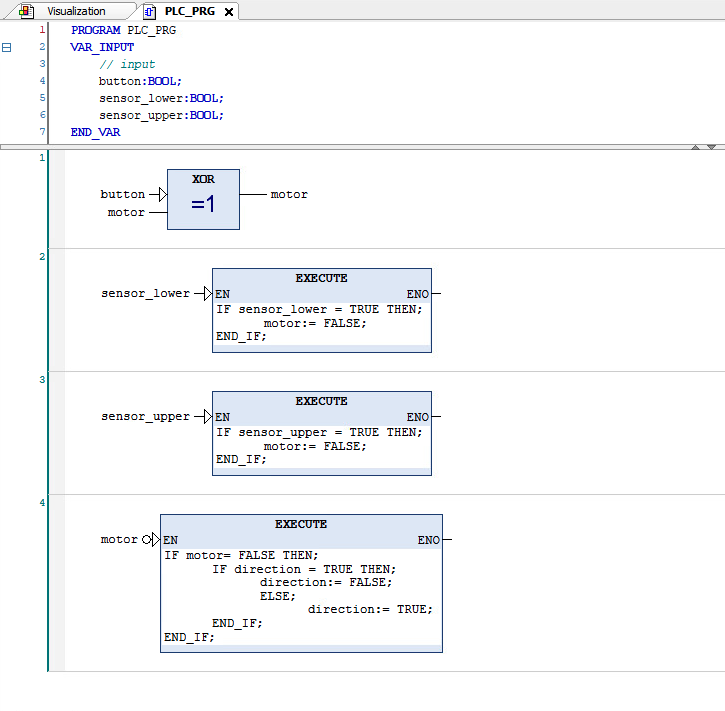 Visualization PLC_PRG
1 PROGRAM PLC_PRG
2 VAR_INPUT
3 // input
4 button:BOOL;
5 sensor_lower:BOOL;
6 sensor_upper:BOOL;
7 END_VAR
1
XOR
button =1 motor
motor
2
EXECUTE
sensor_lower EN ENO
IF sensor_lower = TRUE THEN;
motor:= FALSE;
END_IF;
3
EXECUTE
sensor_upper EN ENO
IF sensor_upper = TRUE THEN;
motor:= FALSE;
END_IF;
4
EXECUTE
motor EN ENO
IF motor= FALSE THEN;
IF direction = TRUE THEN;
direction:= FALSE;
ELSE;
direction:= TRUE;
END_IF;
END_IF;